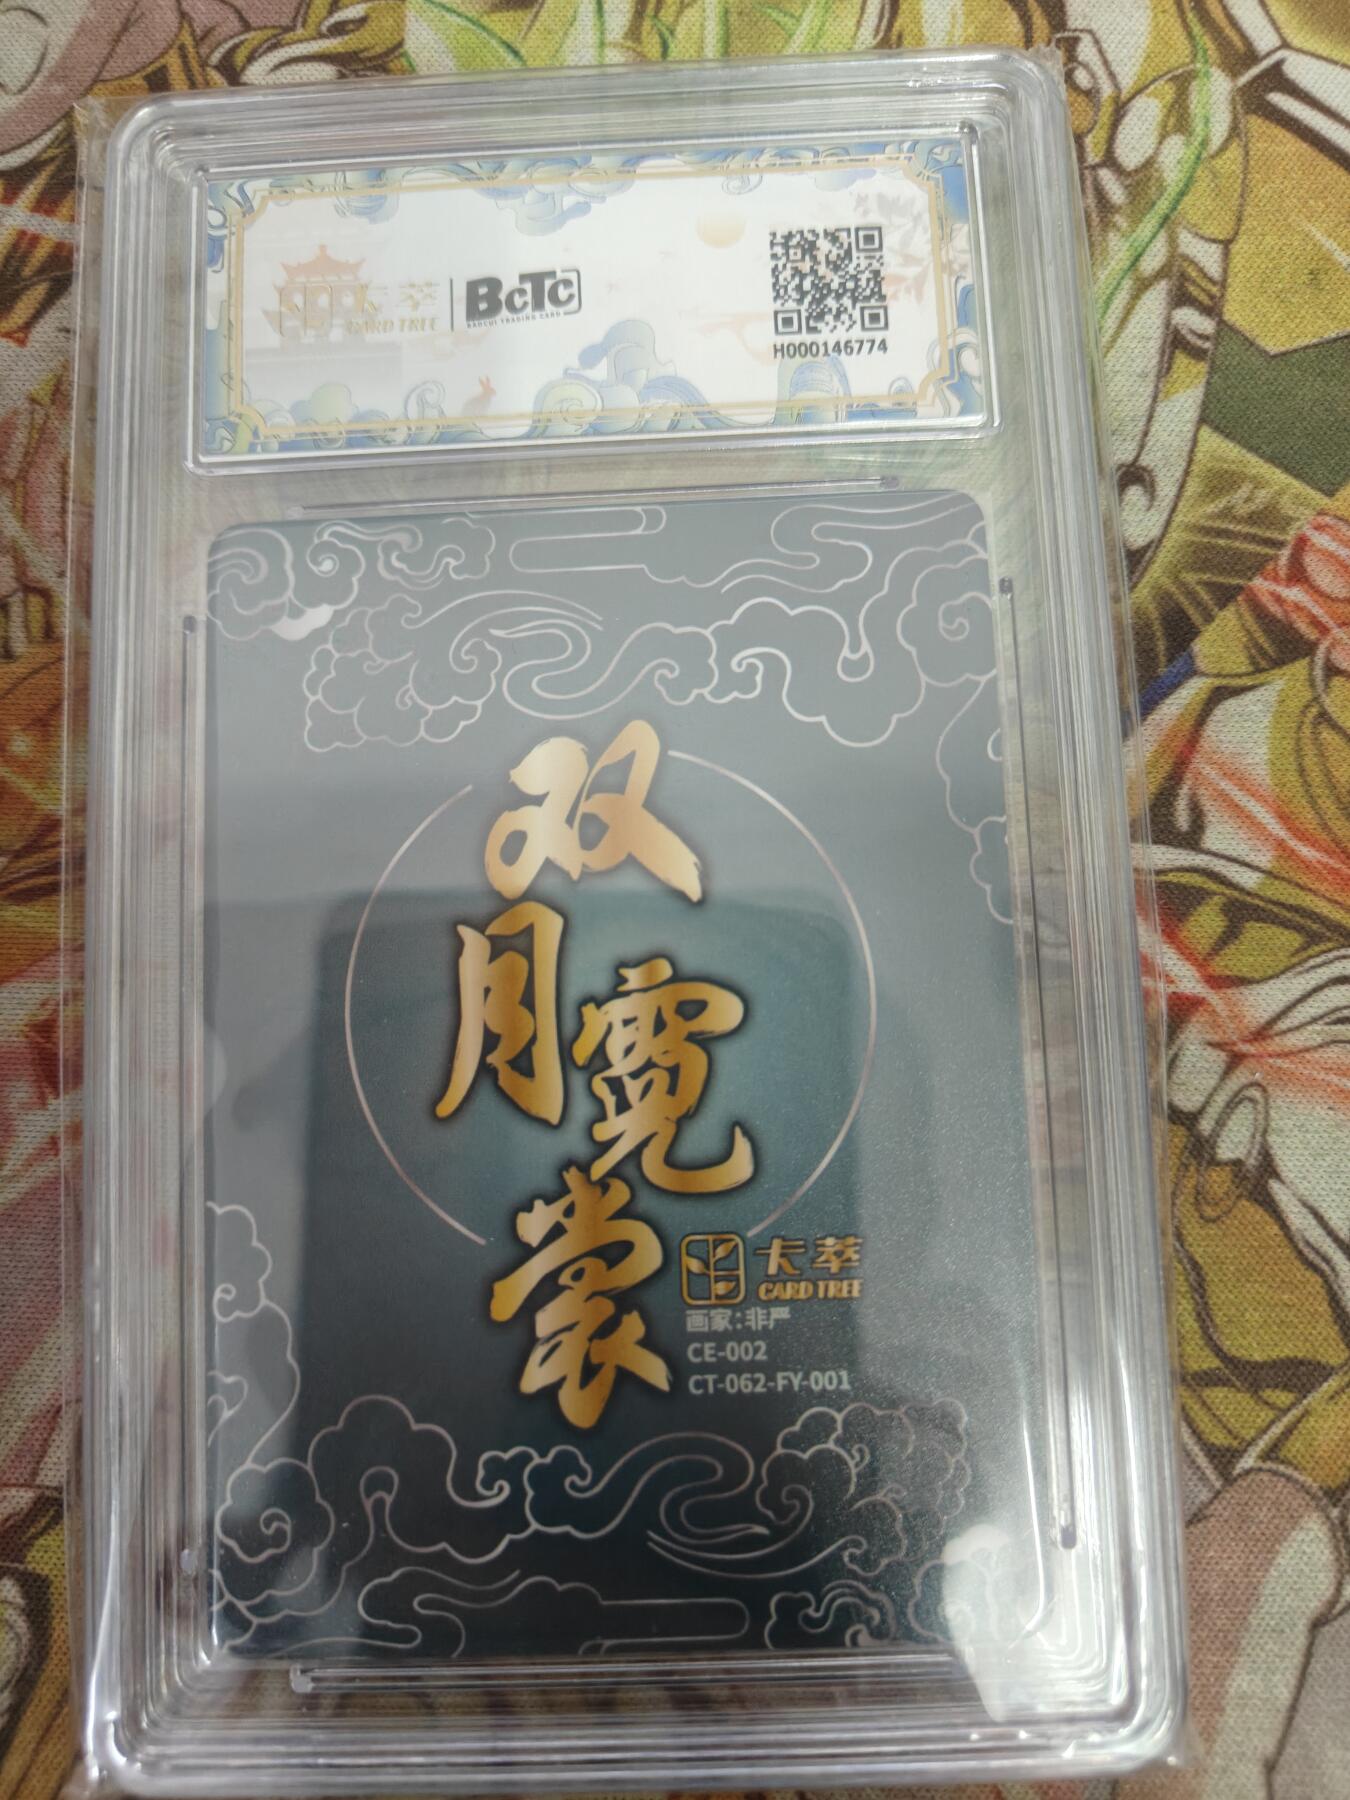 卡萃
CARD TREE
BCTC
BAOCUI TRADING CARD
H000146774
双月霓裳
卡萃
CARD TREE
画家:非严
CE-002
CT-062-FY-001